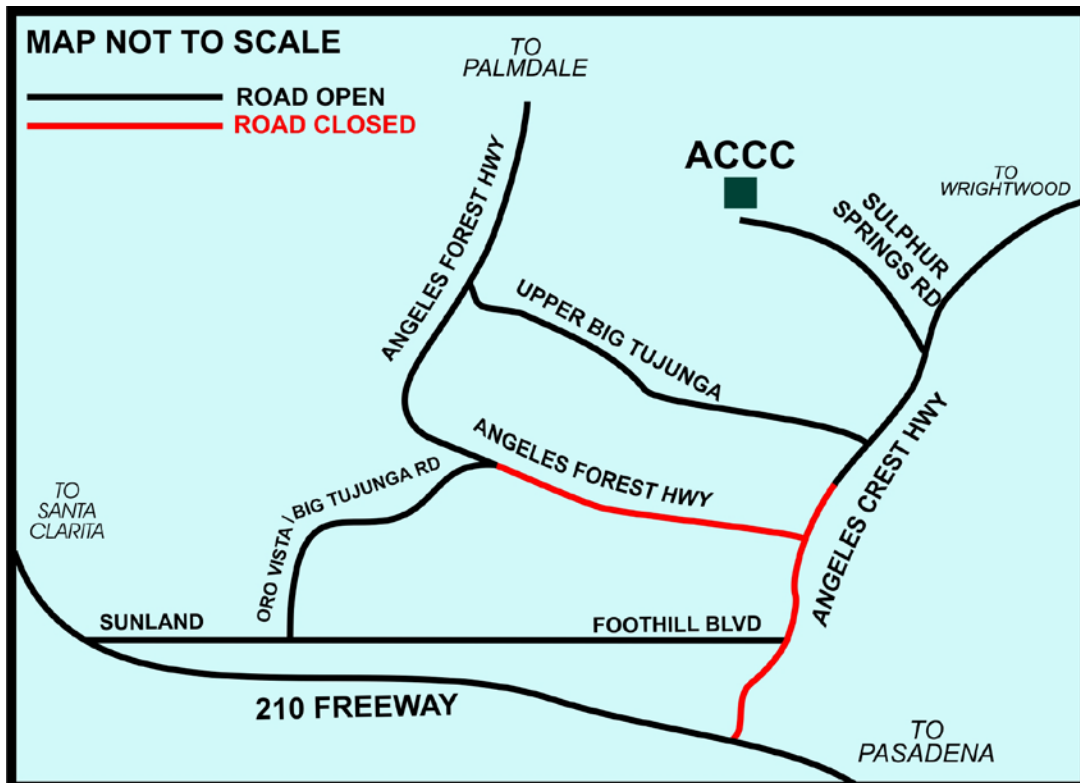 MAP NOT TO SCALE
ROAD OPEN
ROAD CLOSED
TO
PALMDALE
ACCC
TO
WRIGHTWOOD
SULPHUR
SPRINGS RD
ANGELES FOREST HWY
UPPER BIG TUJUNGA
ANGELES FOREST HWY
ANGELES CREST HWY
TO
SANTA
CLARITA
ORO VISTA / BIG TUJUNGA RD
SUNLAND
FOOTHILL BLVD
210 FREEWAY
TO
PASADENA